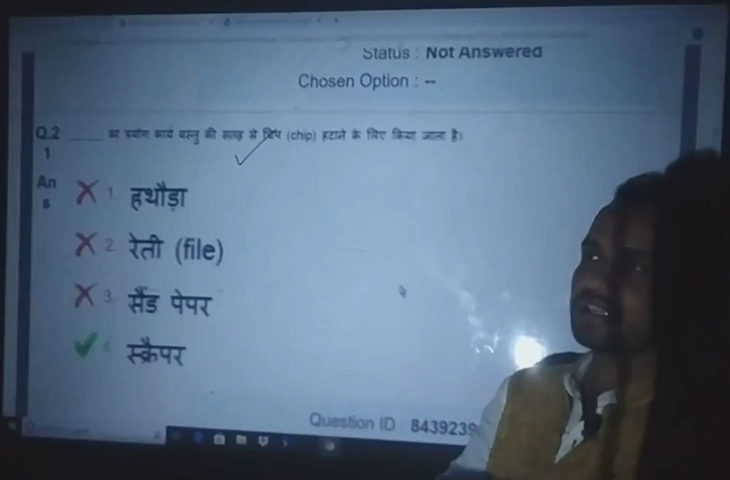 Status : Not Answered
Chosen Option : --
Q.2 _____ का प्रयोग कार्य वस्तु की सतह से चिप (chip) हटाने के लिए किया जाता है।
1
An
s
1. हथौड़ा
2. रेती (file)
3. सैंड पेपर
4. स्क्रैपर
Question ID 8439239